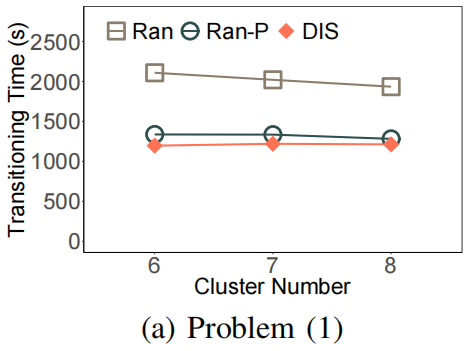 Ran Ran-P DIS
Transitioning Time (s)
2500
2000
1500
1000
500
0
6 7 8
Cluster Number
(a) Problem (1)